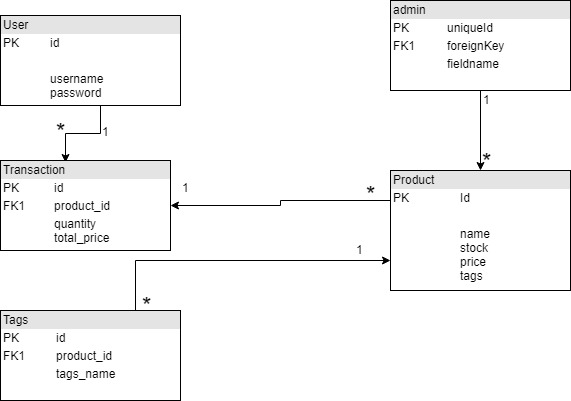 User
PK id
username
password
1
*
admin
PK uniqueId
FK1 foreignKey
fieldname
1
*
Transaction
PK id
FK1 product_id
quantity
total_price
1
*
Product
PK Id
name
stock
price
tags
1
*
Tags
PK id
FK1 product_id
tags_name